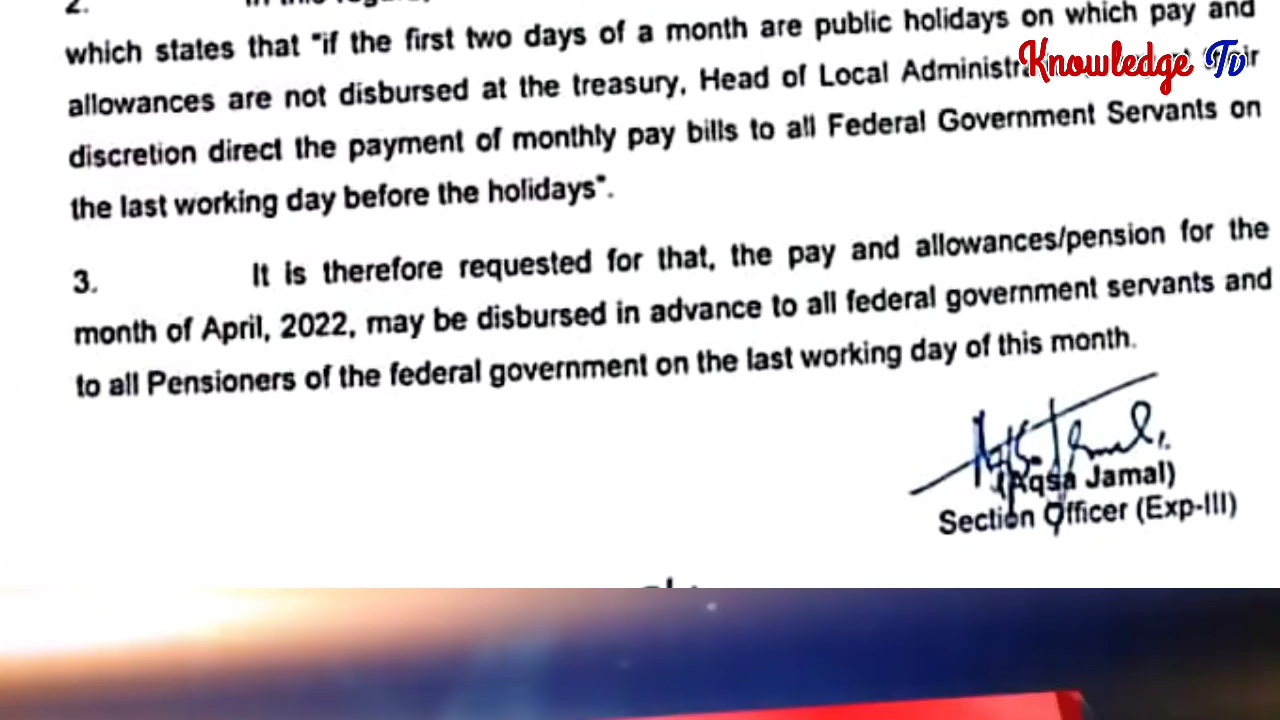 2. In this regard,
which states that "if the first two days of a month are public holidays on which pay and
allowances are not disbursed at the treasury, Head of Local
discretion direct the payment of monthly pay bills to all Federal Government Servants on
the last working day before the holidays".
3. It is therefore requested for that, the pay and allowances/pension for the
month of April, 2022, may be disbursed in advance to all federal government servants and
to all Pensioners of the federal government on the last working day of this month.
(Aqsa Jamal)
Section Officer (Exp-III)
Knowledge Tv